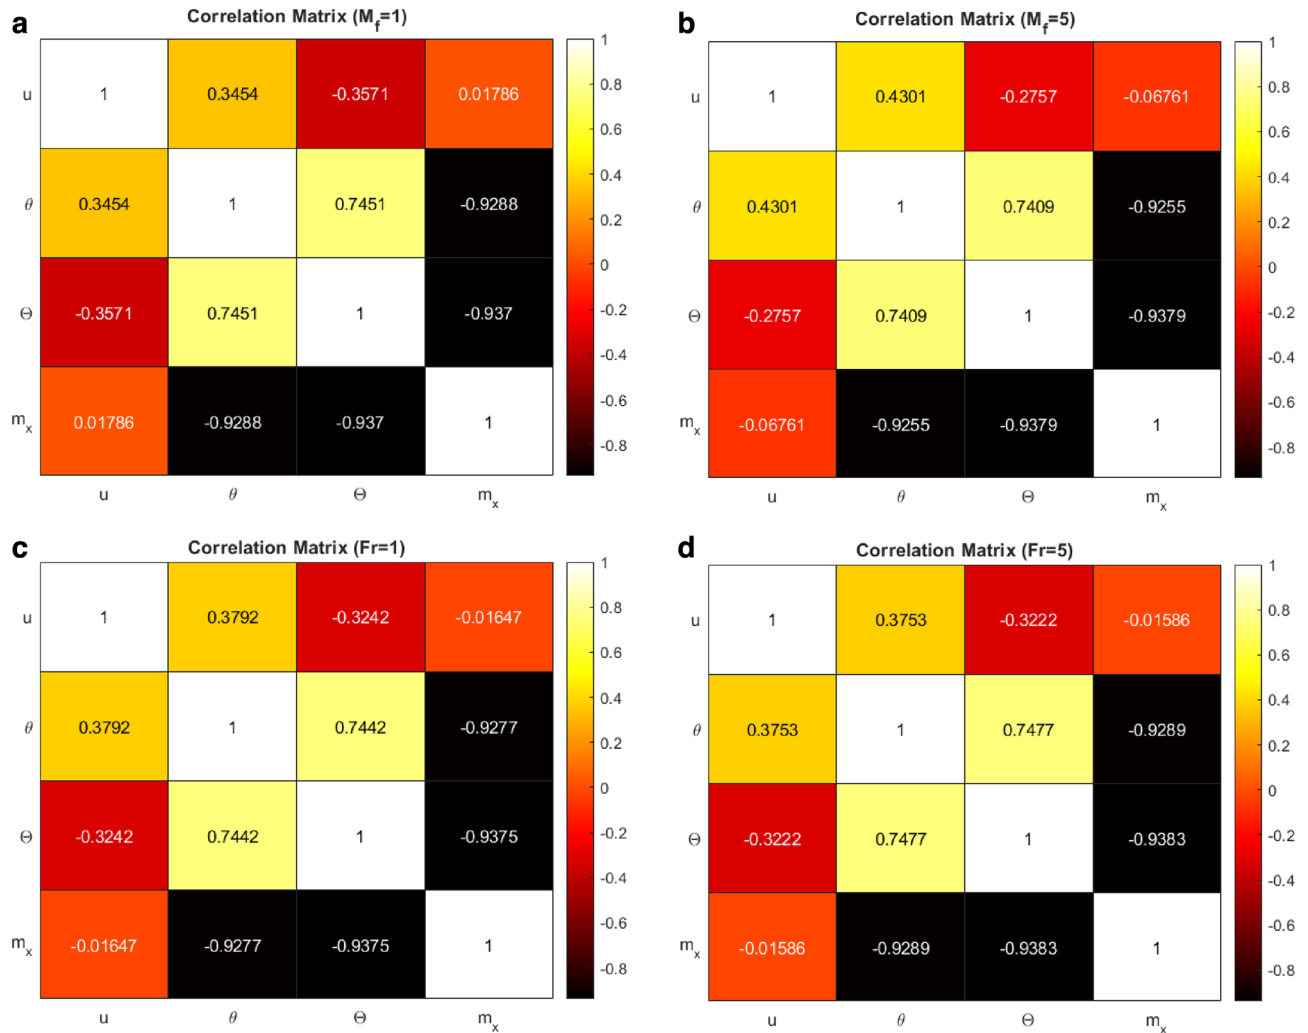 a
Correlation Matrix (M_f=1)
u 1 0.3454 -0.3571 0.01786
θ 0.3454 1 0.7451 -0.9288
Θ -0.3571 0.7451 1 -0.937
m_x 0.01786 -0.9288 -0.937 1
u θ Θ m_x
1
0.8
0.6
0.4
0.2
0
-0.2
-0.4
-0.6
-0.8
b
Correlation Matrix (M_f=5)
u 1 0.4301 -0.2757 -0.06761
θ 0.4301 1 0.7409 -0.9255
Θ -0.2757 0.7409 1 -0.9379
m_x -0.06761 -0.9255 -0.9379 1
u θ Θ m_x
1
0.8
0.6
0.4
0.2
0
-0.2
-0.4
-0.6
-0.8
c
Correlation Matrix (Fr=1)
u 1 0.3792 -0.3242 -0.01647
θ 0.3792 1 0.7442 -0.9277
Θ -0.3242 0.7442 1 -0.9375
m_x -0.01647 -0.9277 -0.9375 1
u θ Θ m_x
1
0.8
0.6
0.4
0.2
0
-0.2
-0.4
-0.6
-0.8
d
Correlation Matrix (Fr=5)
u 1 0.3753 -0.3222 -0.01586
θ 0.3753 1 0.7477 -0.9289
Θ -0.3222 0.7477 1 -0.9383
m_x -0.01586 -0.9289 -0.9383 1
u θ Θ m_x
1
0.8
0.6
0.4
0.2
0
-0.2
-0.4
-0.6
-0.8